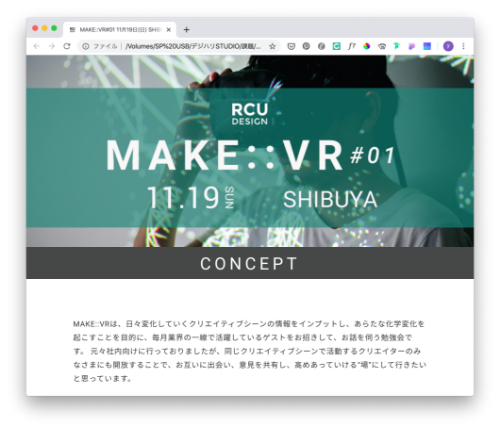 MAKE::VR#01 11月19日(日) SHIB
ファイル | /Volumes/SP%20USB/デジハリSTUDIO/課題/...
RCU
DESIGN
MAKE::VR #01
11.19 SUN SHIBUYA
CONCEPT
MAKE::VRは、日々変化していくクリエイティブシーンの情報をインプットし、あらたな化学変化を
起こすことを目的に、毎月業界の一線で活躍しているゲストをお招きして、お話を伺う勉強会で
す。 元々社内向けに行っておりましたが、同じクリエイティブシーンで活動するクリエイターのみ
なさまにも開放することで、お互いに出会い、意見を共有し、高めあっていける"場"にして行きたい
と思っています。